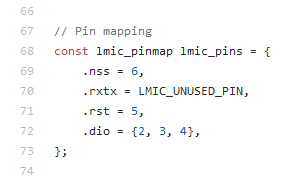 66
67 // Pin mapping
68 const lmic_pinmap lmic_pins = {
69     .nss = 6,
70     .rxtx = LMIC_UNUSED_PIN,
71     .rst = 5,
72     .dio = {2, 3, 4},
73 };
74